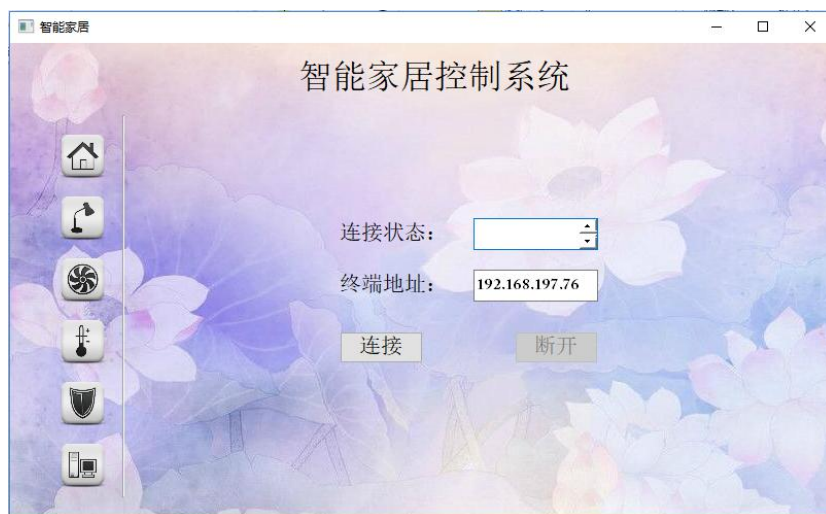 智能家居
智能家居控制系统
连接状态：
终端地址： 192.168.197.76
连接 断开